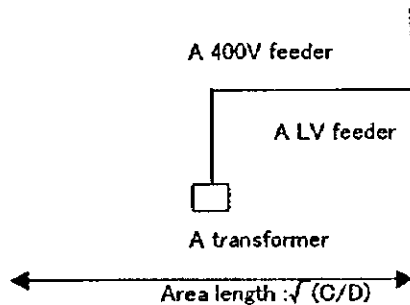 A 400V feeder
A LV feeder
A transformer
Area length :√ (C/D)